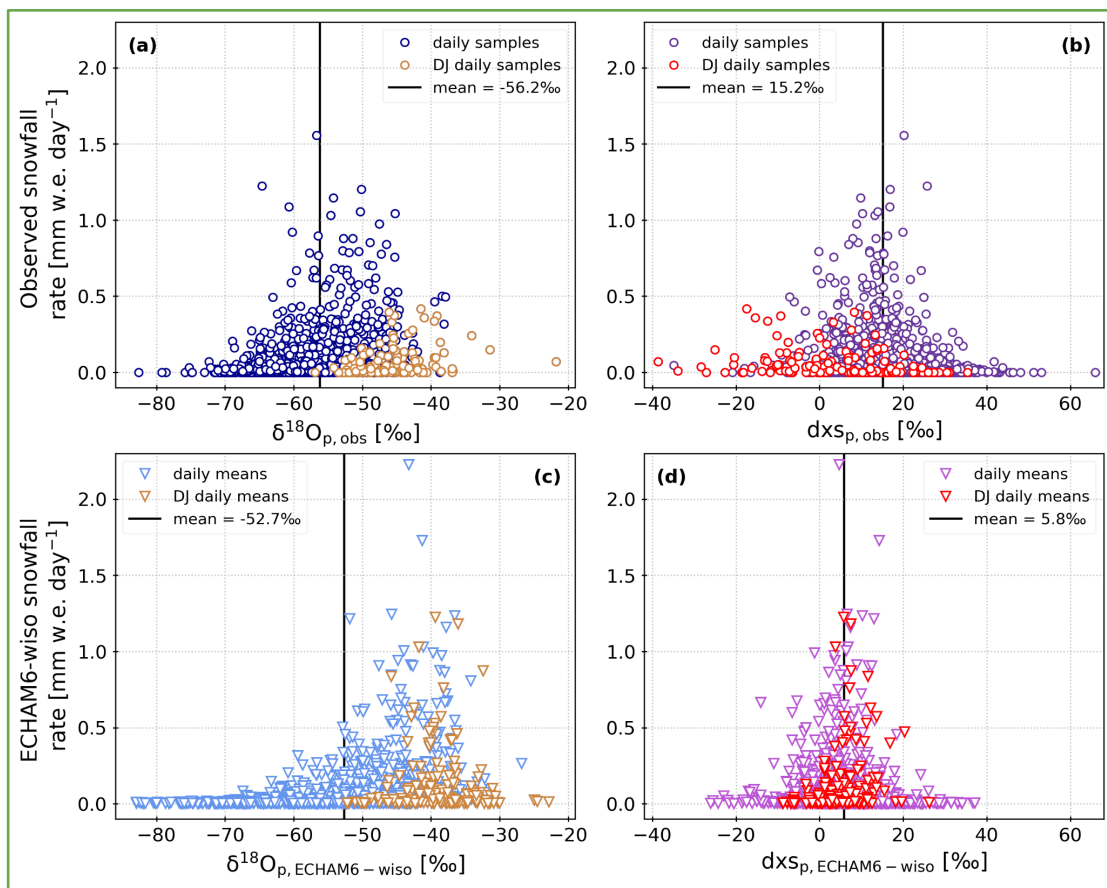 (a)
daily samples
DJ daily samples
mean = -56.2‰
Observed snowfall
rate [mm w.e. day⁻¹]
2.0
1.5
1.0
0.5
0.0
−80 −70 −60 −50 −40 −30 −20
δ¹⁸Oₚ, obs [‰]
(b)
daily samples
DJ daily samples
mean = 15.2‰
2.0
1.5
1.0
0.5
0.0
−40 −20 0 20 40 60
dxsₚ, obs [‰]
(c)
daily means
DJ daily means
mean = -52.7‰
ECHAM6-wiso snowfall
rate [mm w.e. day⁻¹]
2.0
1.5
1.0
0.5
0.0
−80 −70 −60 −50 −40 −30 −20
δ¹⁸Oₚ, ECHAM6 − wiso [‰]
(d)
daily means
DJ daily means
mean = 5.8‰
2.0
1.5
1.0
0.5
0.0
−40 −20 0 20 40 60
dxsₚ, ECHAM6 − wiso [‰]